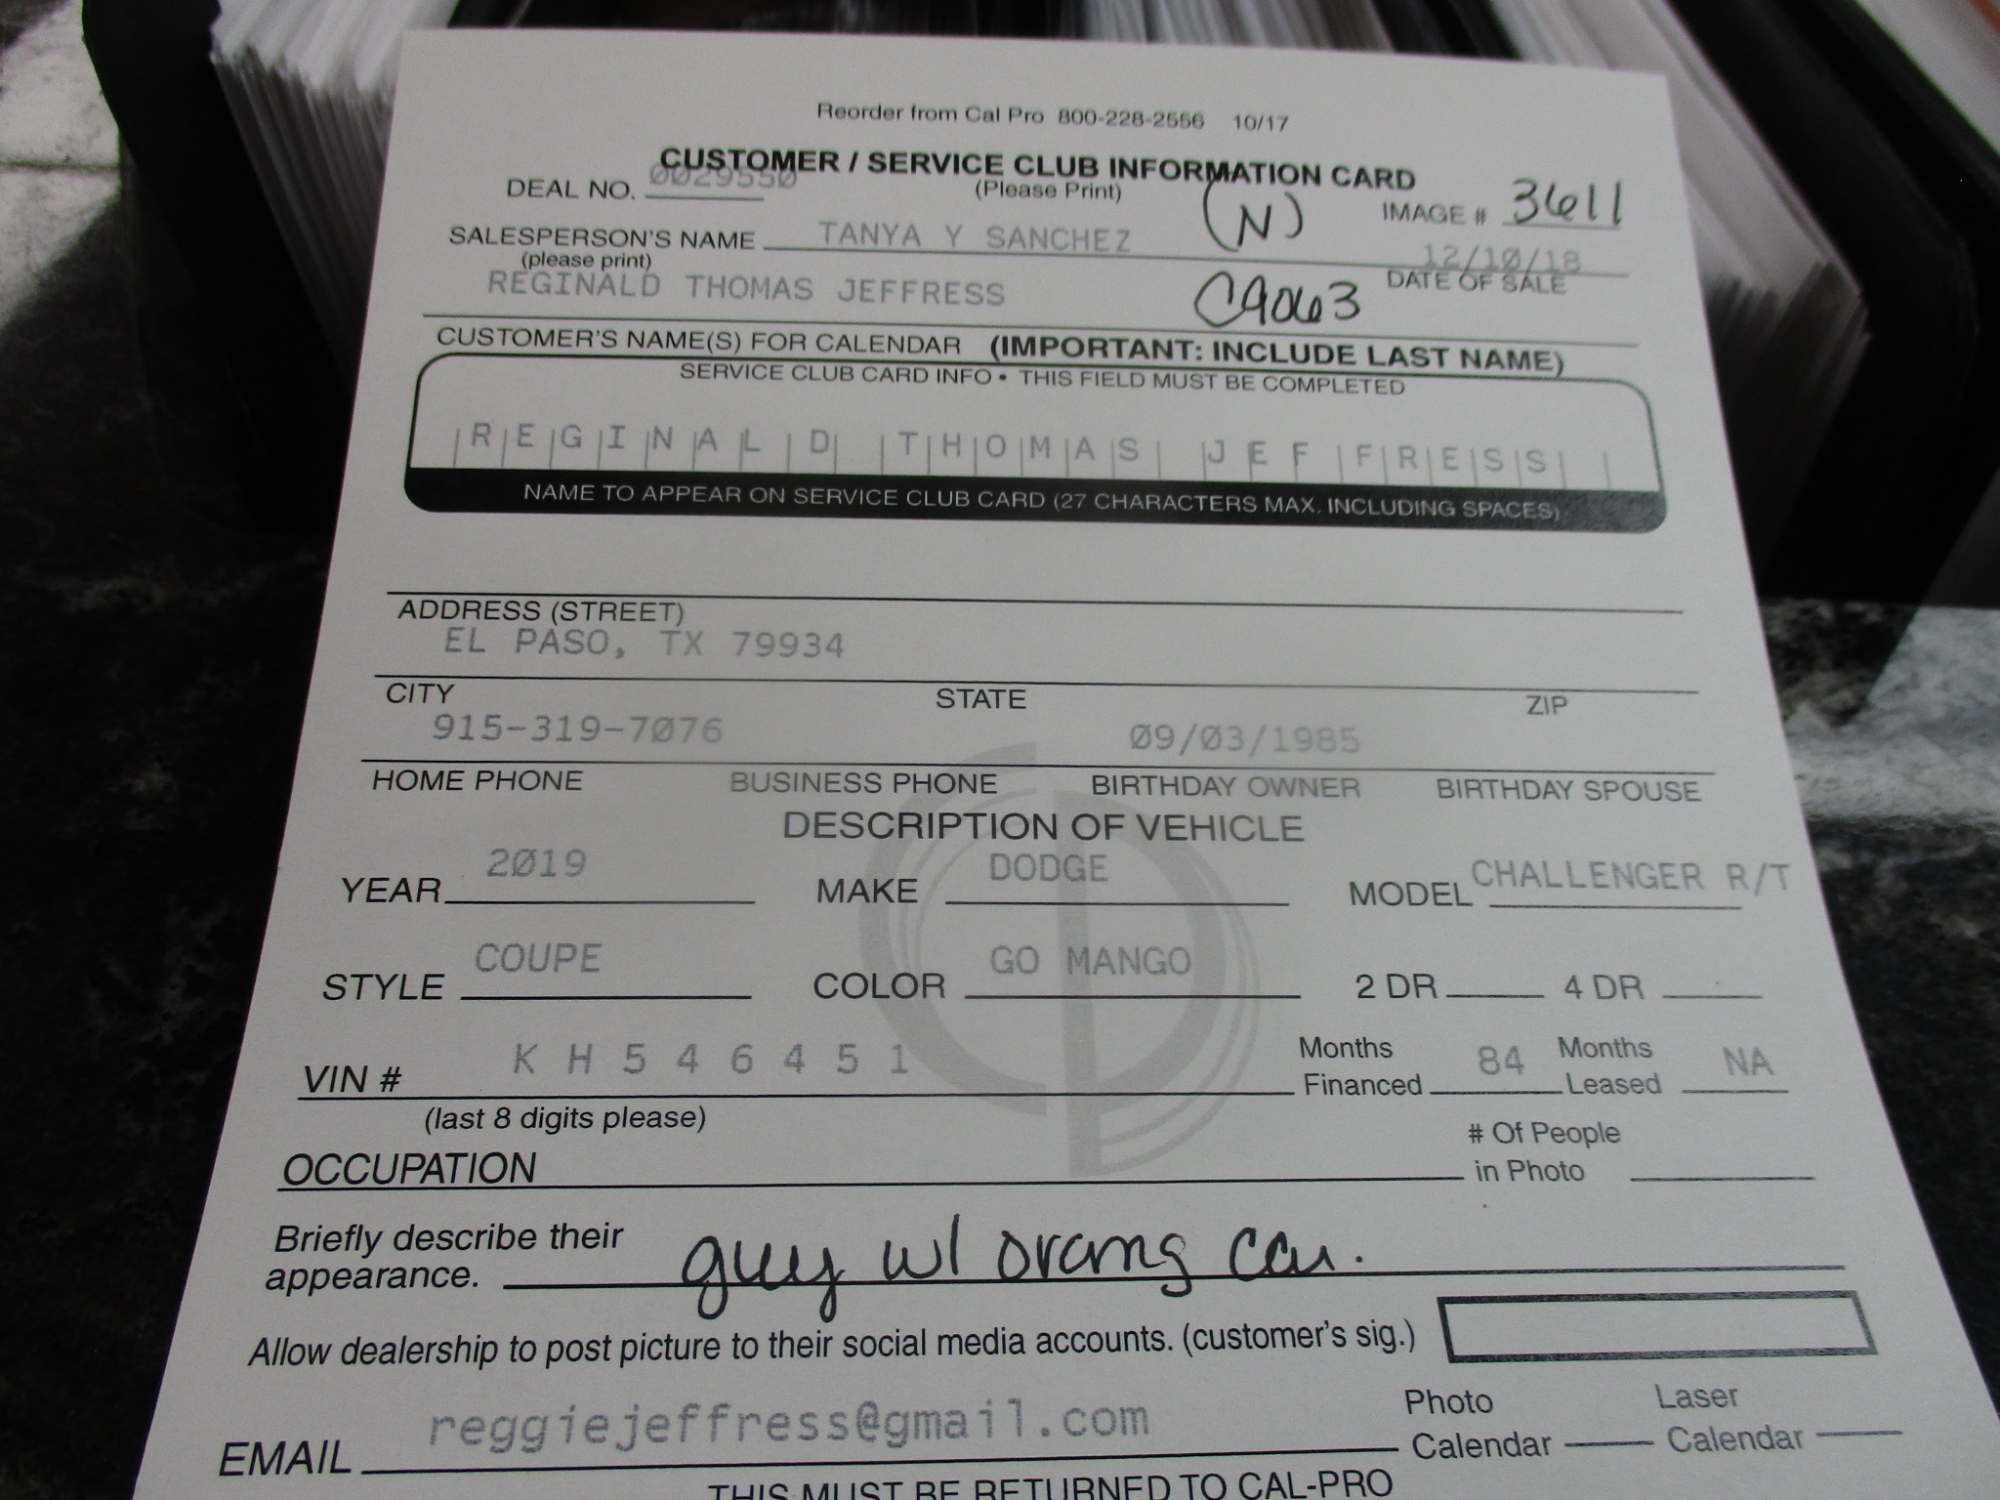 Reorder from Cal Pro 800-228-2556 10/17
CUSTOMER / SERVICE CLUB INFORMATION CARD
DEAL NO. 0029550 (Please Print) (N) IMAGE # 3611
SALESPERSON'S NAME TANYA Y SANCHEZ 12/10/18
(please print) DATE OF SALE
REGINALD THOMAS JEFFRESS C9063
CUSTOMER'S NAME(S) FOR CALENDAR (IMPORTANT: INCLUDE LAST NAME)
SERVICE CLUB CARD INFO • THIS FIELD MUST BE COMPLETED
REGINALD THOMAS JEFFRESS
NAME TO APPEAR ON SERVICE CLUB CARD (27 CHARACTERS MAX. INCLUDING SPACES)
ADDRESS (STREET)
EL PASO, TX 79934
CITY STATE ZIP
915-319-7076 09/03/1985
HOME PHONE BUSINESS PHONE BIRTHDAY OWNER BIRTHDAY SPOUSE
DESCRIPTION OF VEHICLE
YEAR 2019 MAKE DODGE MODEL CHALLENGER R/T
STYLE COUPE COLOR GO MANGO 2 DR 4 DR
VIN # K H 5 4 6 4 5 1 Months Financed 84 Months Leased NA
(last 8 digits please)
OCCUPATION # Of People in Photo
Briefly describe their appearance. guy w/ orang car.
Allow dealership to post picture to their social media accounts. (customer's sig.)
EMAIL reggiejeffress@gmail.com Photo Calendar Laser Calendar
THIS MUST BE RETURNED TO CAL-PRO